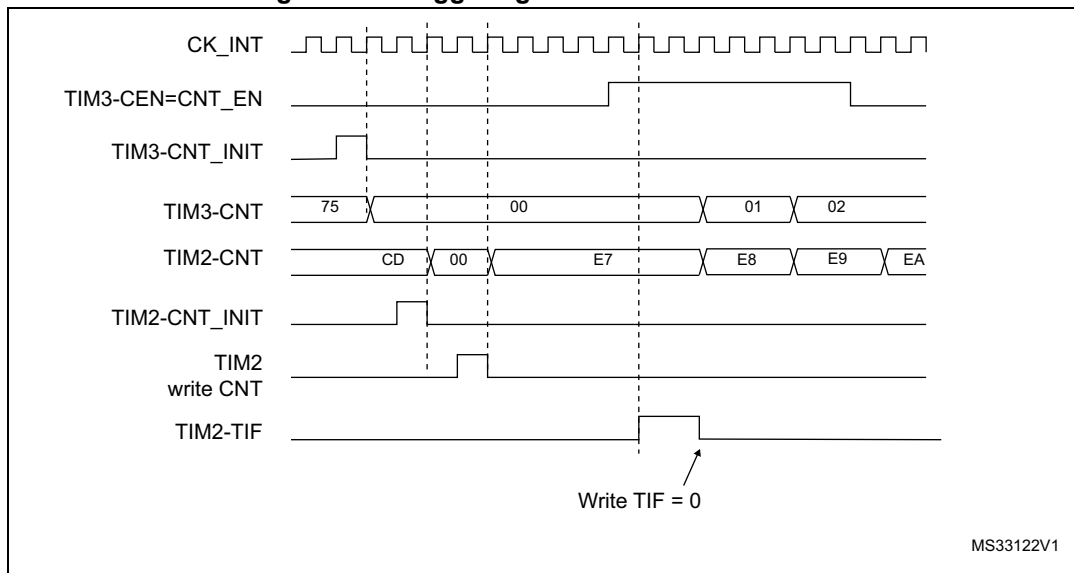 CK_INT
TIM3-CEN=CNT_EN
TIM3-CNT_INIT
TIM3-CNT 75 00 01 02
TIM2-CNT CD 00 E7 E8 E9 EA
TIM2-CNT_INIT
TIM2
write CNT
TIM2-TIF
Write TIF = 0
MS33122V1